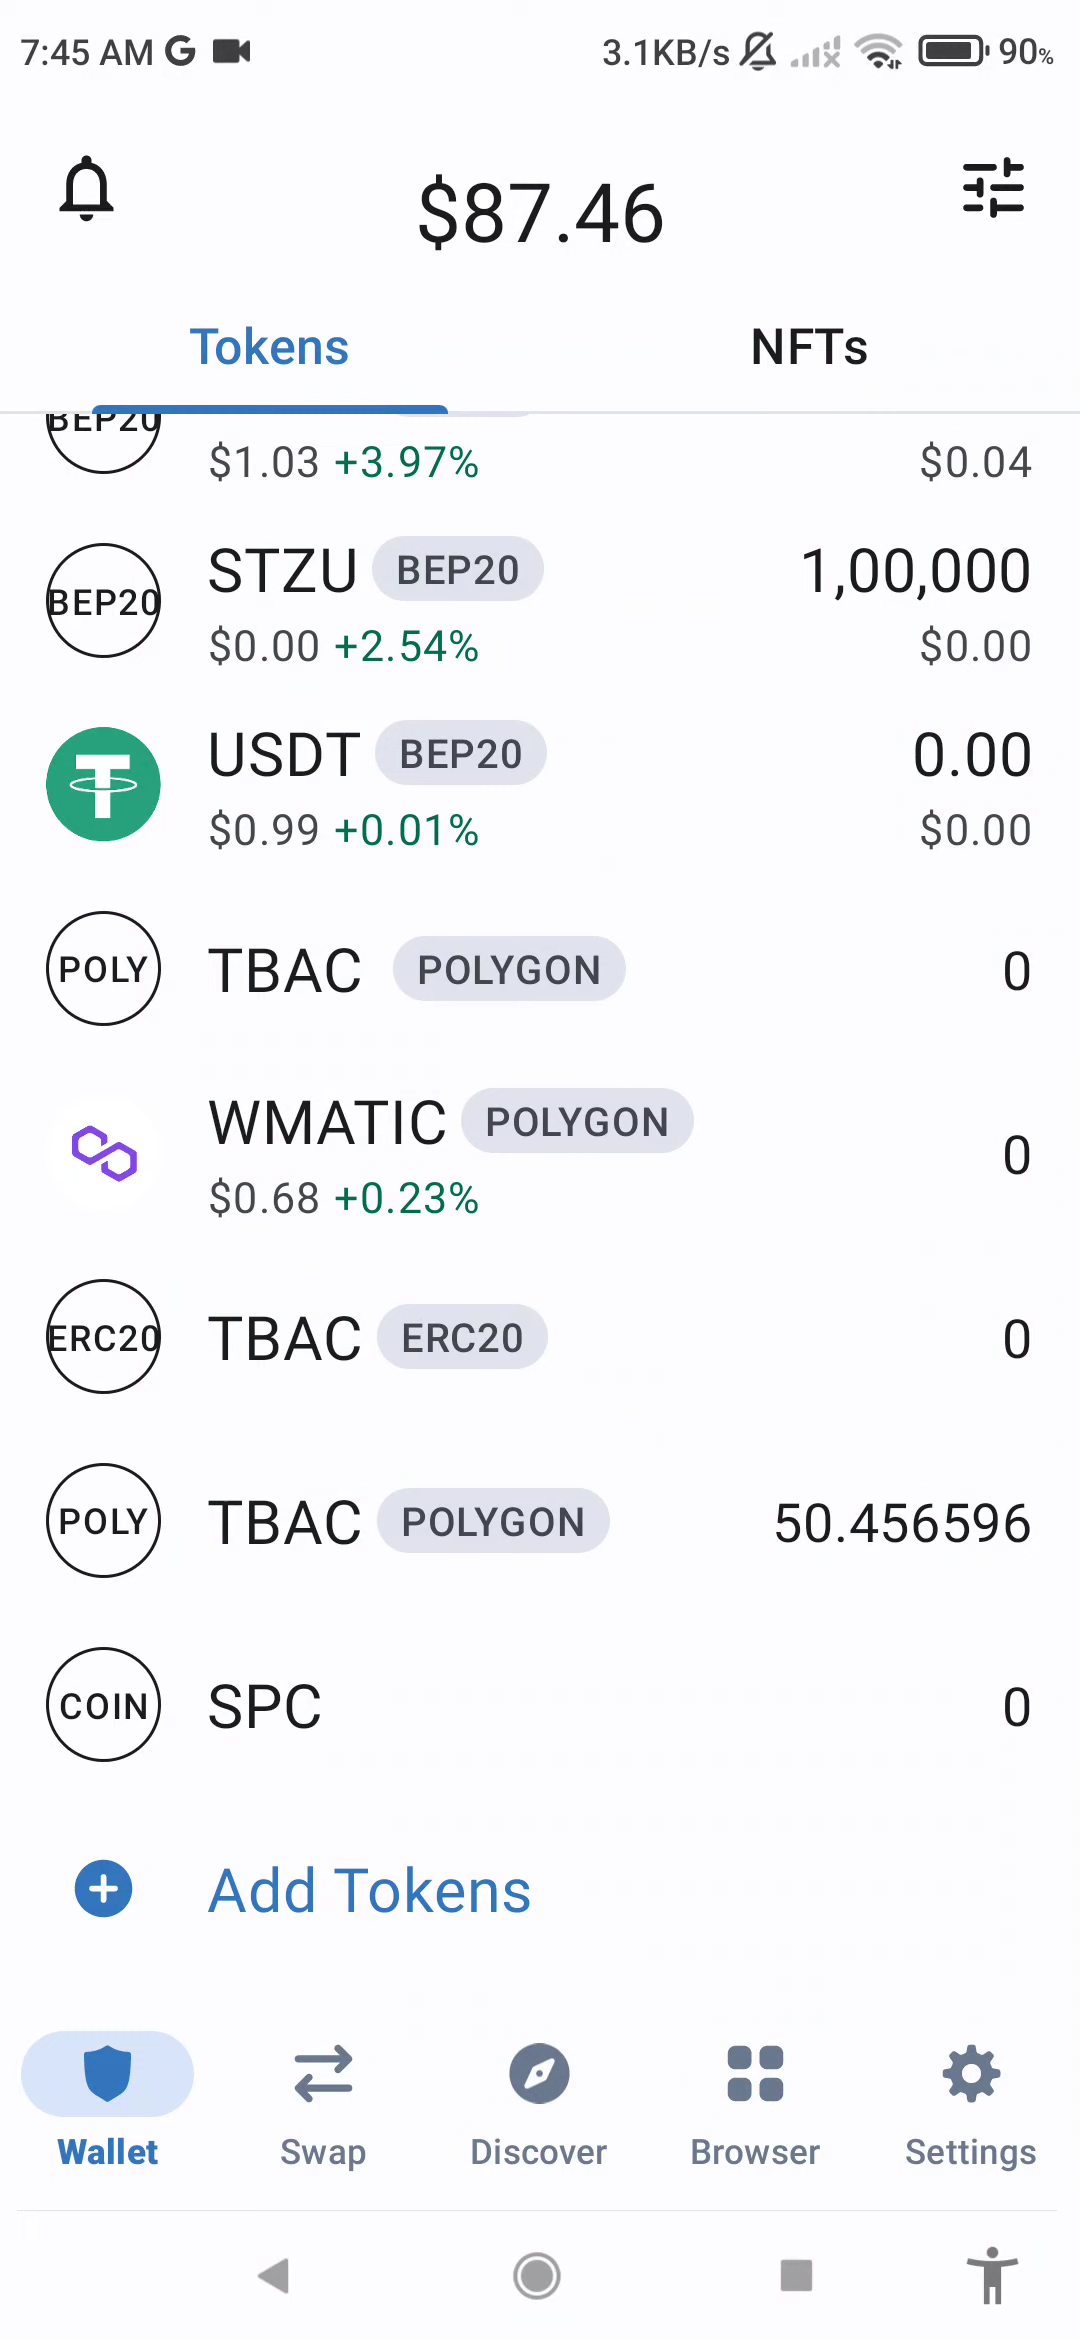 7:45 AM G 3.1KB/s 90%
$87.46
Tokens NFTs
BEP20
$1.03 +3.97% $0.04
BEP20 STZU BEP20 1,00,000
$0.00 +2.54% $0.00
USDT BEP20 0.00
$0.99 +0.01% $0.00
POLY TBAC POLYGON 0
WMATIC POLYGON 0
$0.68 +0.23%
ERC20 TBAC ERC20 0
POLY TBAC POLYGON 50.456596
COIN SPC 0
Add Tokens
Wallet Swap Discover Browser Settings